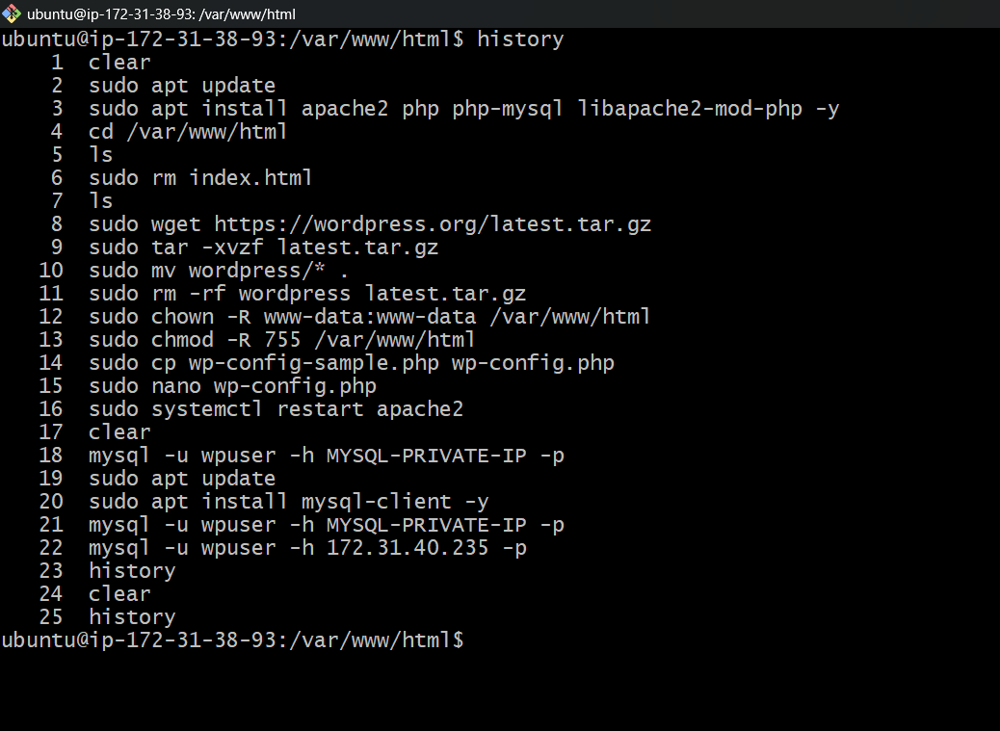 ubuntu@ip-172-31-38-93: /var/www/html
ubuntu@ip-172-31-38-93:/var/www/html$ history
    1  clear
    2  sudo apt update
    3  sudo apt install apache2 php php-mysql libapache2-mod-php -y
    4  cd /var/www/html
    5  ls
    6  sudo rm index.html
    7  ls
    8  sudo wget https://wordpress.org/latest.tar.gz
    9  sudo tar -xvzf latest.tar.gz
   10  sudo mv wordpress/* .
   11  sudo rm -rf wordpress latest.tar.gz
   12  sudo chown -R www-data:www-data /var/www/html
   13  sudo chmod -R 755 /var/www/html
   14  sudo cp wp-config-sample.php wp-config.php
   15  sudo nano wp-config.php
   16  sudo systemctl restart apache2
   17  clear
   18  mysql -u wpuser -h MYSQL-PRIVATE-IP -p
   19  sudo apt update
   20  sudo apt install mysql-client -y
   21  mysql -u wpuser -h MYSQL-PRIVATE-IP -p
   22  mysql -u wpuser -h 172.31.40.235 -p
   23  history
   24  clear
   25  history
ubuntu@ip-172-31-38-93:/var/www/html$